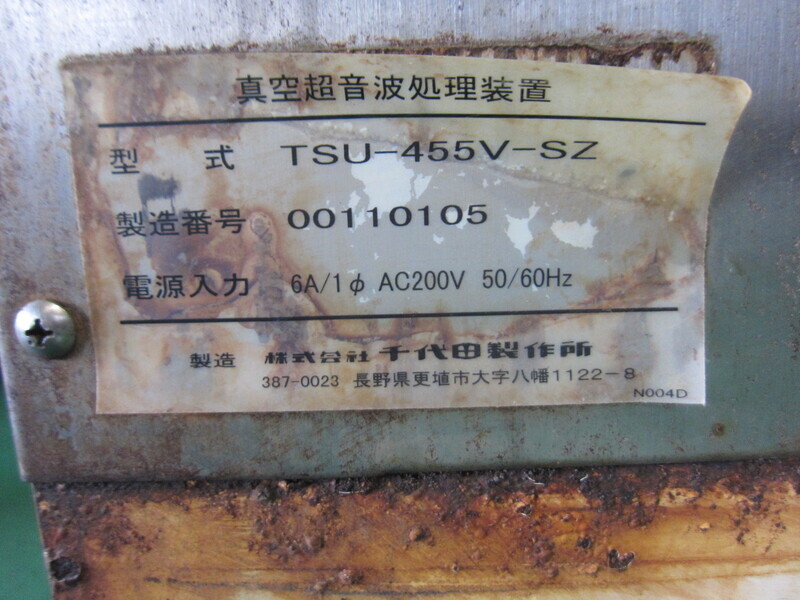 真空超音波処理装置
型　式 TSU-455V-SZ
製造番号 00110105
電源入力 6A/1φ AC200V 50/60Hz
製造 株式会社 千代田製作所
387-0023 長野県更埴市大字八幡1122-8
N004D